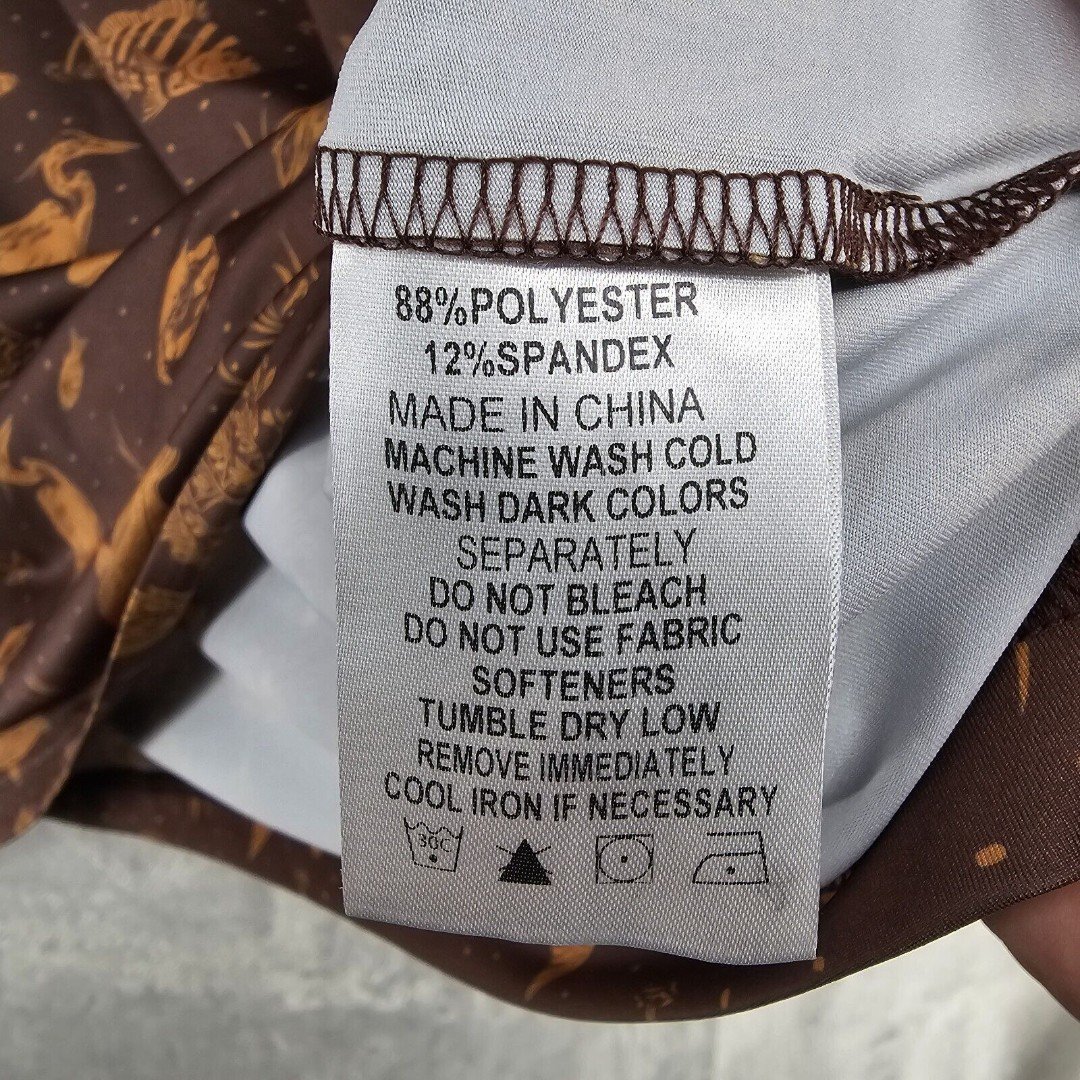 88%POLYESTER
12%SPANDEX
MADE IN CHINA
MACHINE WASH COLD
WASH DARK COLORS
SEPARATELY
DO NOT BLEACH
DO NOT USE FABRIC
SOFTENERS
TUMBLE DRY LOW
REMOVE IMMEDIATELY
COOL IRON IF NECESSARY
30C